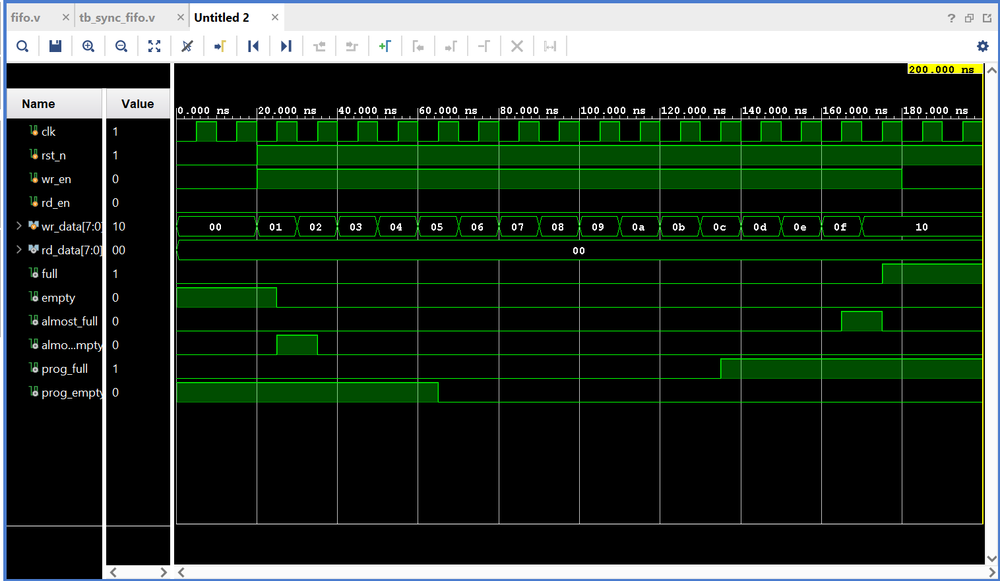 fifo.v × tb_sync_fifo.v × Untitled 2 × ?
200.000 ns
Name Value
0.000 ns 20.000 ns 40.000 ns 60.000 ns 80.000 ns 100.000 ns 120.000 ns 140.000 ns 160.000 ns 180.000 ns
clk 1
rst_n 1
wr_en 0
rd_en 0
wr_data[7:0] 10 00 01 02 03 04 05 06 07 08 09 0a 0b 0c 0d 0e 0f 10
rd_data[7:0] 00 00
full 1
empty 0
almost_full 0
almo...mpty 0
prog_full 1
prog_empty 0